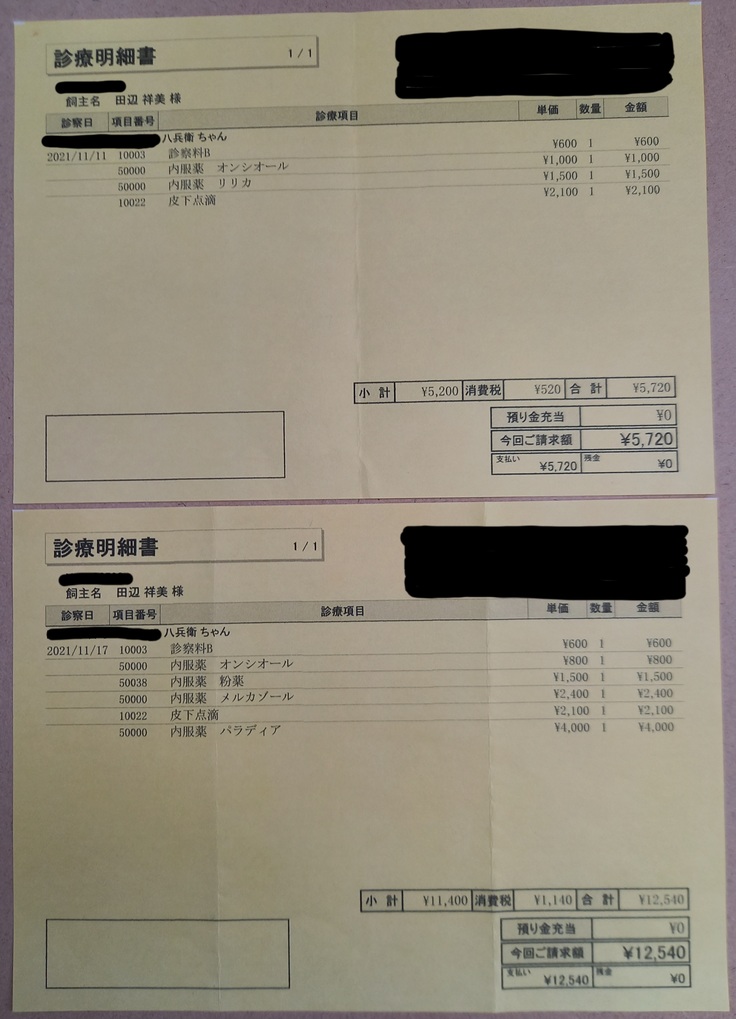 診療明細書 1/1
飼主名 田辺 祥美 様
診察日 項目番号 診療項目 単価 数量 金額
八兵衛 ちゃん
2021/11/11 10003 診察料B ¥600 1 ¥600
50000 内服薬 オンシオール ¥1,000 1 ¥1,000
50000 内服薬 リリカ ¥1,500 1 ¥1,500
10022 皮下点滴 ¥2,100 1 ¥2,100
小計 ¥5,200 消費税 ¥520 合計 ¥5,720
預り金充当 ¥0
今回ご請求額 ¥5,720
支払い ¥5,720 残金 ¥0
診療明細書 1/1
飼主名 田辺 祥美 様
診察日 項目番号 診療項目 単価 数量 金額
八兵衛 ちゃん
2021/11/17 10003 診察料B ¥600 1 ¥600
50000 内服薬 オンシオール ¥800 1 ¥800
50038 内服薬 粉薬 ¥1,500 1 ¥1,500
50000 内服薬 メルカゾール ¥2,400 1 ¥2,400
10022 皮下点滴 ¥2,100 1 ¥2,100
50000 内服薬 パラディア ¥4,000 1 ¥4,000
小計 ¥11,400 消費税 ¥1,140 合計 ¥12,540
預り金充当 ¥0
今回ご請求額 ¥12,540
支払い ¥12,540 残金 ¥0